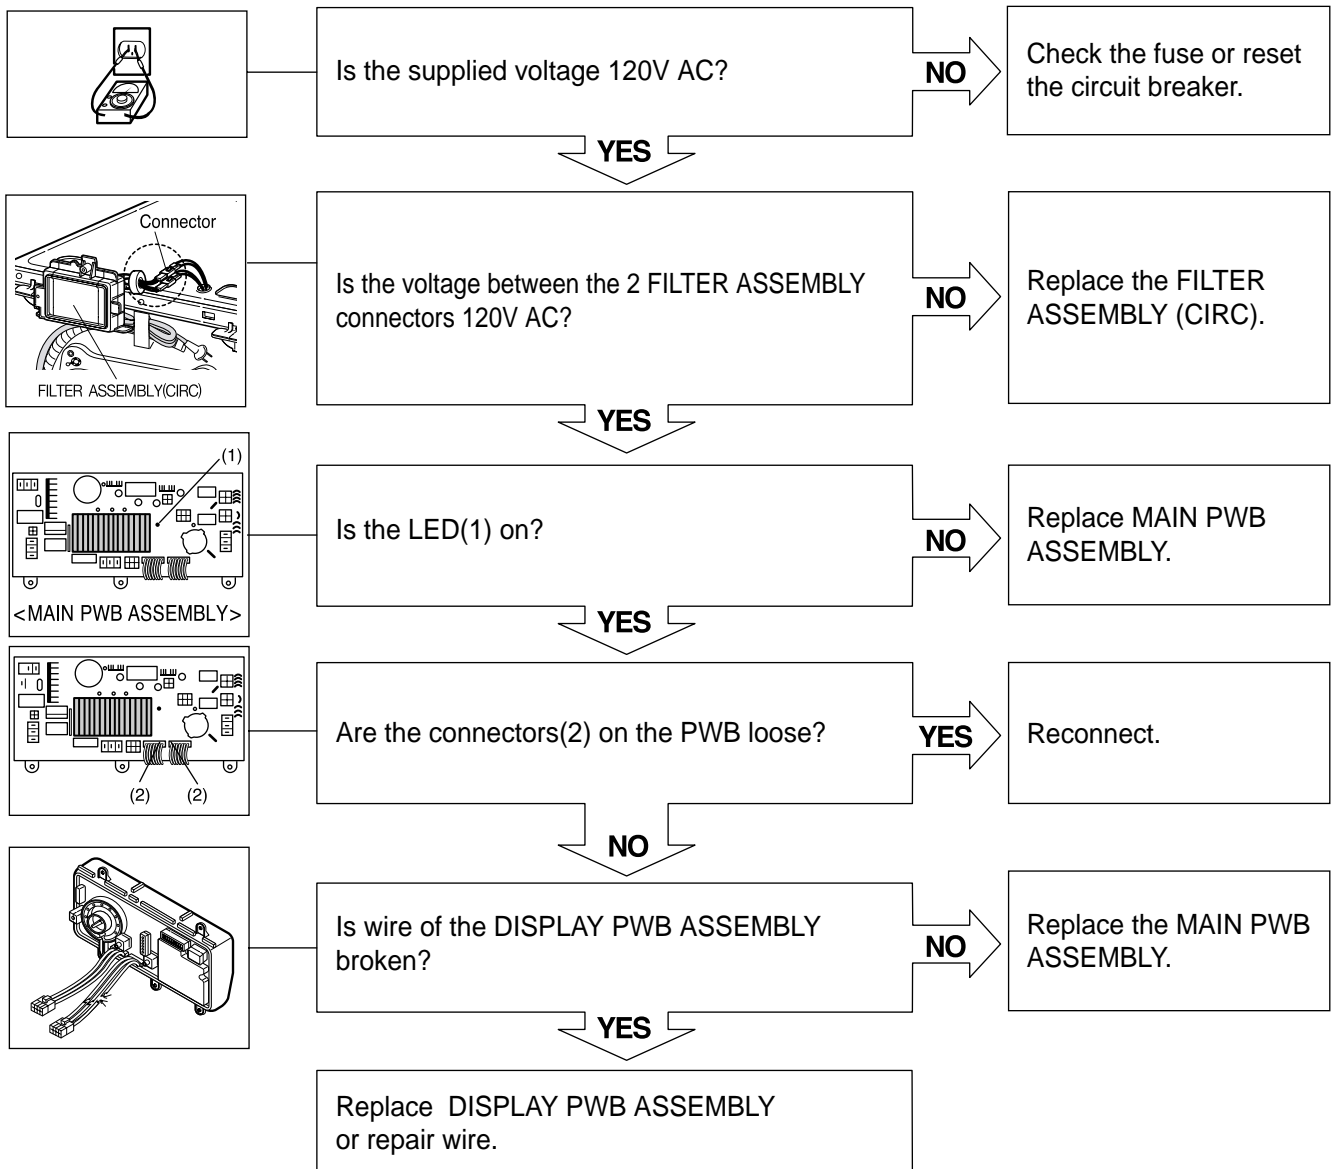 Is the supplied voltage 120V AC?
NO
Check the fuse or reset
the circuit breaker.
YES
Connector
FILTER ASSEMBLY(CIRC)
Is the voltage between the 2 FILTER ASSEMBLY
connectors 120V AC?
NO
Replace the FILTER
ASSEMBLY (CIRC).
YES
(1)
<MAIN PWB ASSEMBLY>
Is the LED(1) on?
NO
Replace MAIN PWB
ASSEMBLY.
YES
(2) (2)
Are the connectors(2) on the PWB loose?
YES
Reconnect.
NO
Is wire of the DISPLAY PWB ASSEMBLY
broken?
NO
Replace the MAIN PWB
ASSEMBLY.
YES
Replace DISPLAY PWB ASSEMBLY
or repair wire.